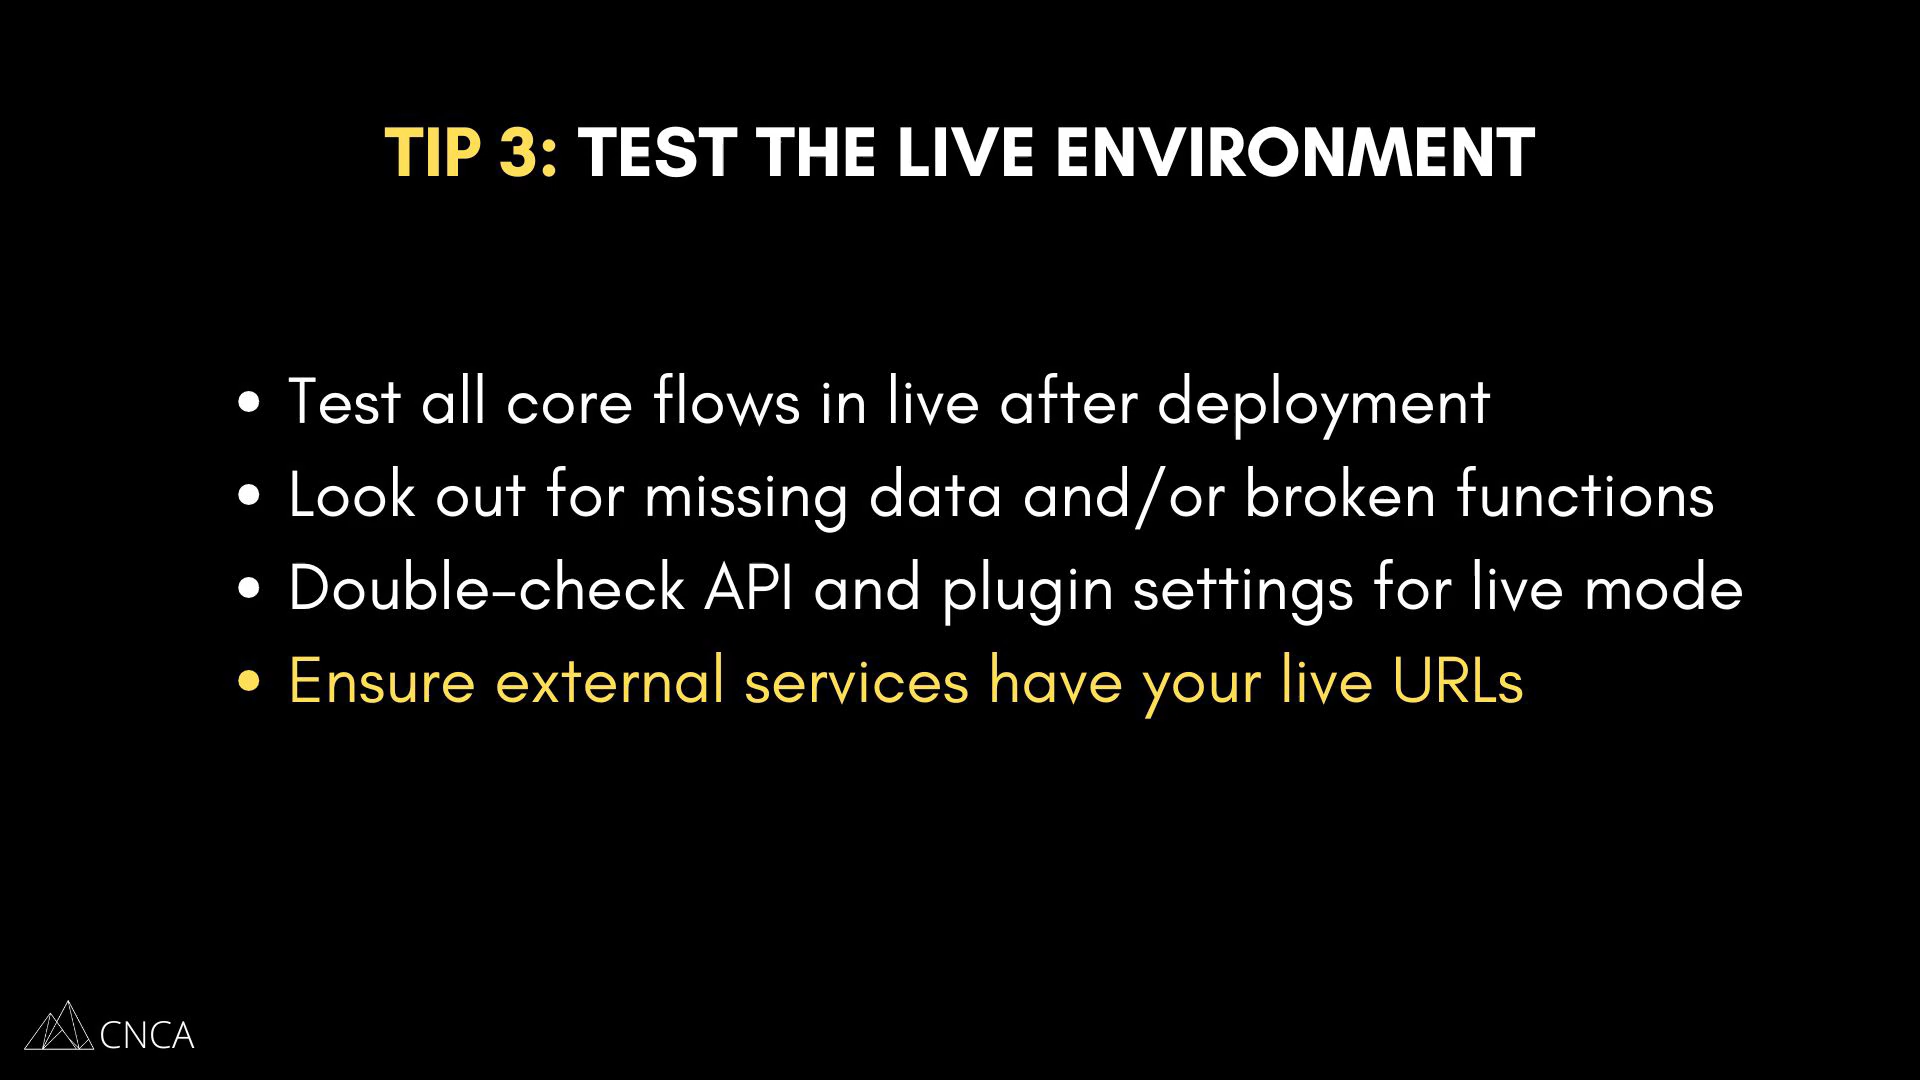 TIP 3: TEST THE LIVE ENVIRONMENT
• Test all core flows in live after deployment
• Look out for missing data and/or broken functions
• Double-check API and plugin settings for live mode
• Ensure external services have your live URLs
CNCA